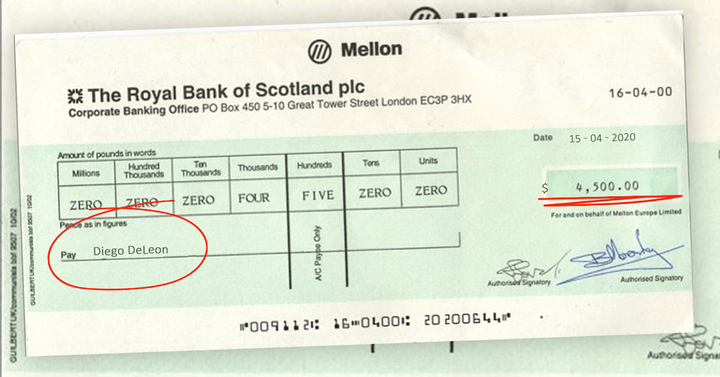 Mellon
The Royal Bank of Scotland plc
Corporate Banking Office PO Box 450 5-10 Great Tower Street London EC3P 3HX
16-04-00
Date 15 - 04 - 2020
Amount of pounds in words
Millions Hundred Thousands Ten Thousands Thousands Hundreds Tens Units
ZERO ZERO ZERO FOUR FIVE ZERO ZERO
$ 4,500.00
Pence as in figures
For and on behalf of Mellon Europe Limited
Pay Diego DeLeon
A/C Payee Only
Authorised Signatory Authorised Signatory
⑈009112⑆ 16⑉0400⑆ 20200644⑈
Authorised Signat